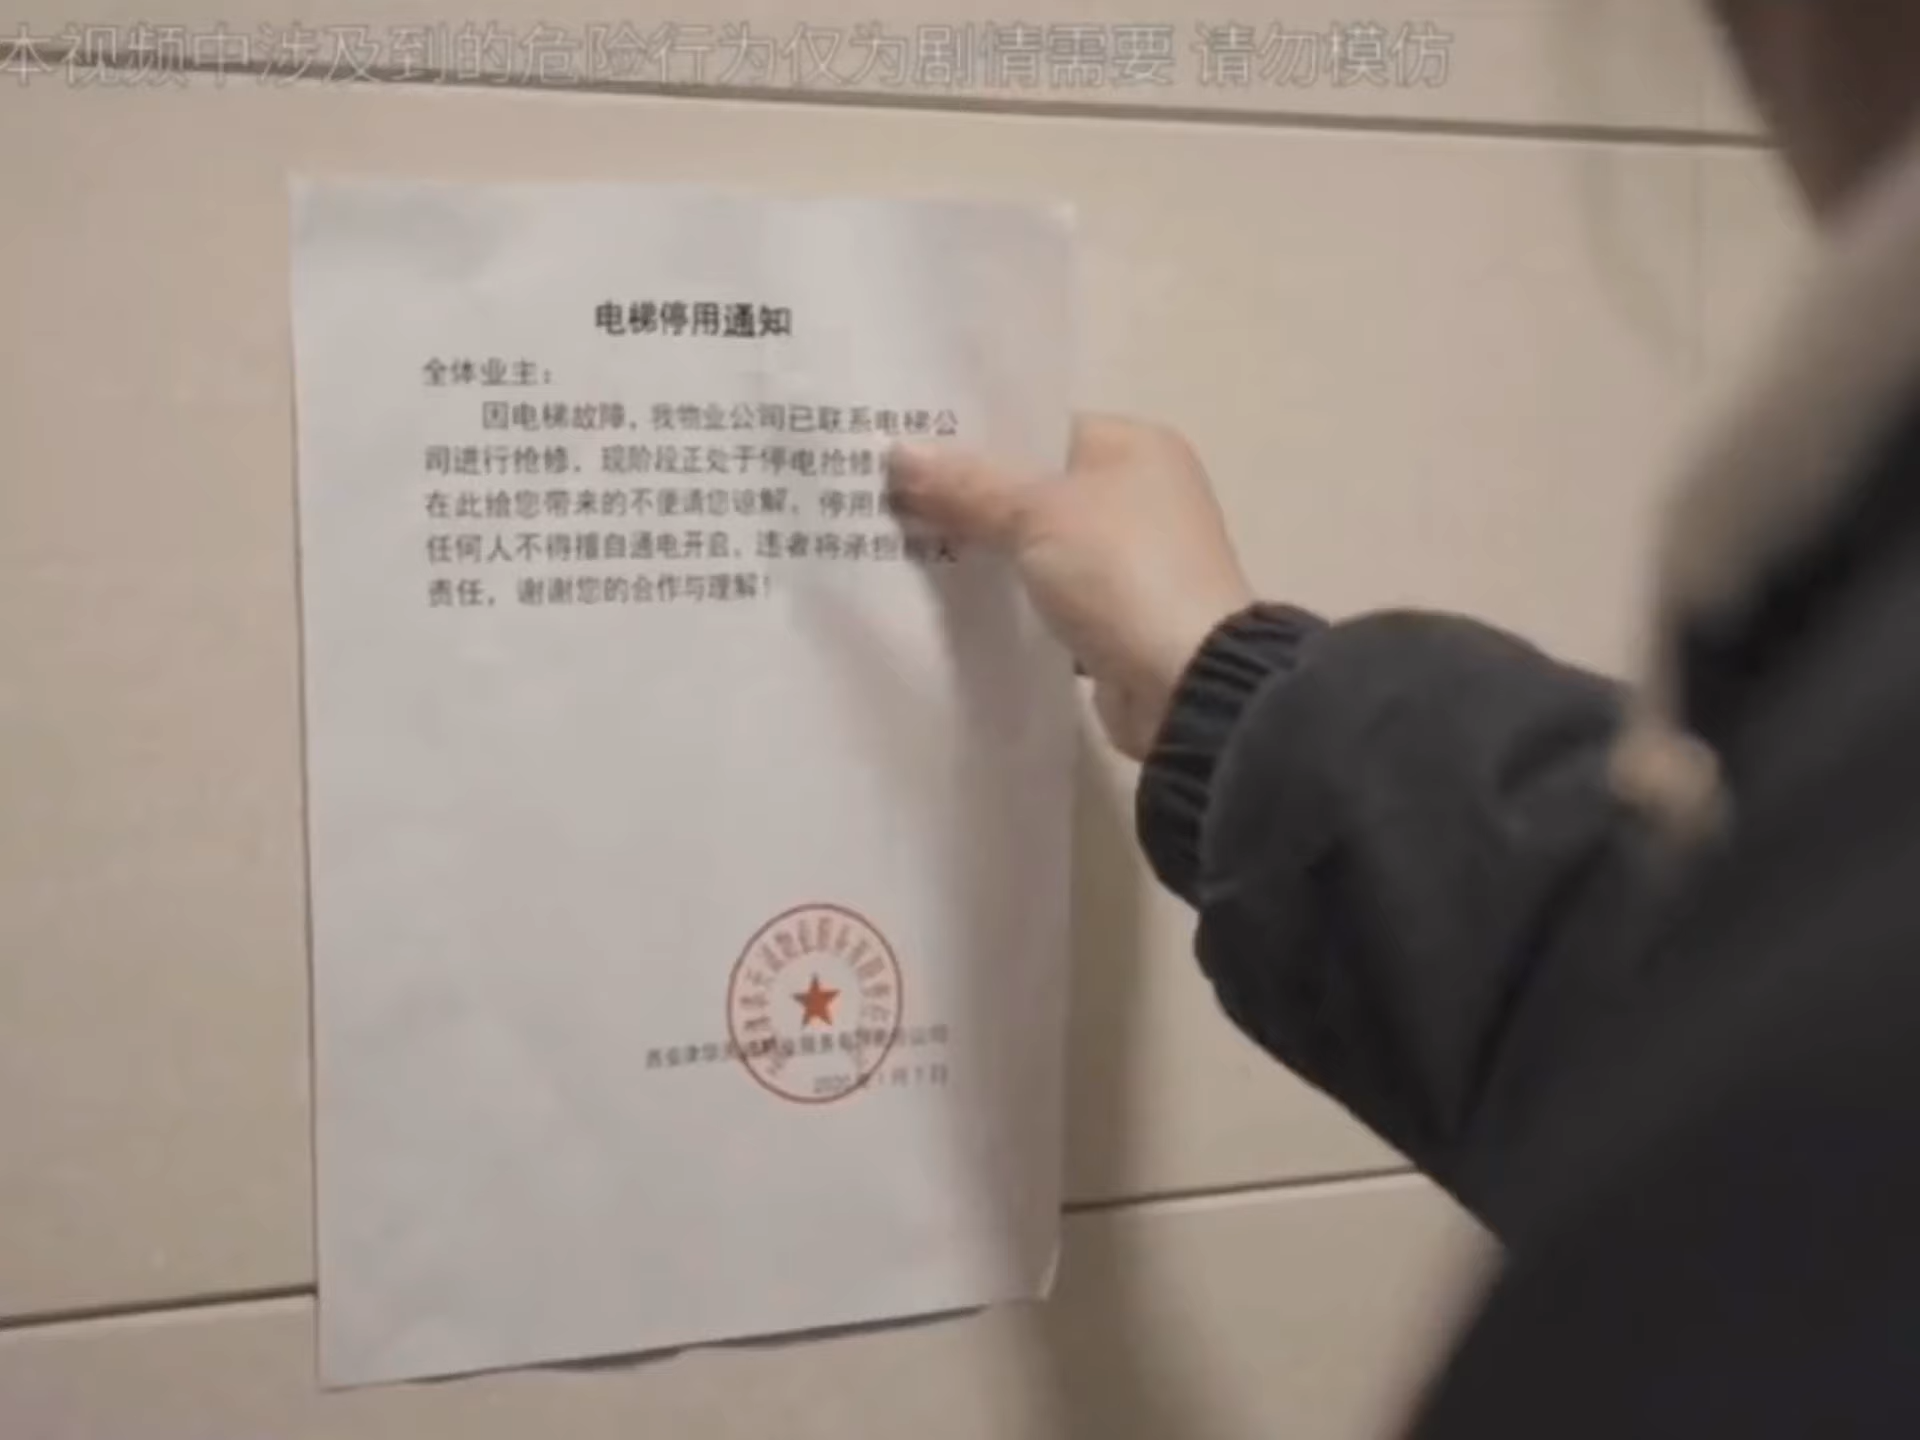 本视频中涉及到的危险行为仅为剧情需要 请勿模仿
电梯停用通知
全体业主：
因电梯故障，我物业公司已联系电梯公
司进行抢修，现阶段正处于停电抢修
在此给您带来的不便请您谅解，停用
任何人不得擅自通电开启，违者将承担
责任，谢谢您的合作与理解！